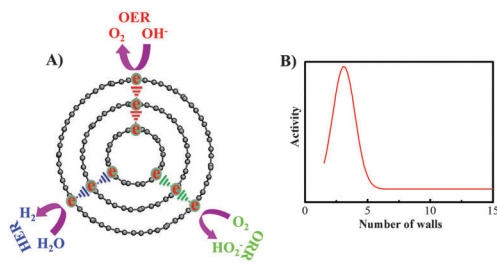 A)
OER
O₂ OH⁻
e
e
e
e e
e e
e e
H₂
HER
H₂O
O₂
HO₂⁻
ORR
B)
Activity
0 5 10 15
Number of walls